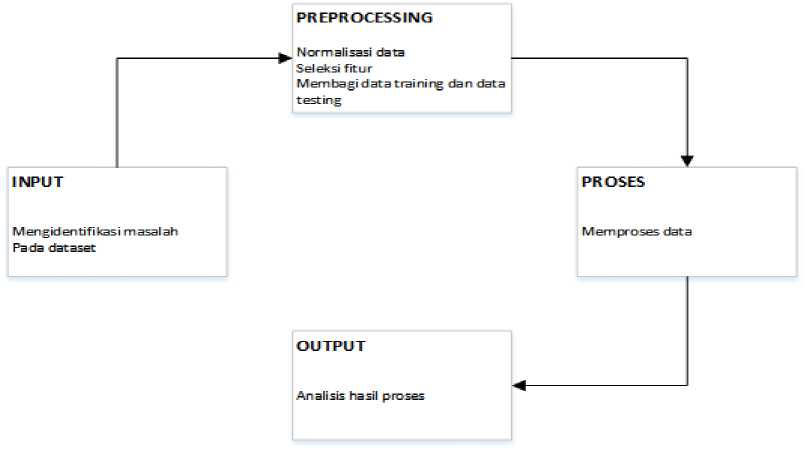 PREPROCESSING
Normalisasi data
Seleksi fitur
Membagi data training dan data
testing
INPUT
Mengidentifikasi masalah
Pada dataset
PROSES
Memproses data
OUTPUT
Analisis hasil proses